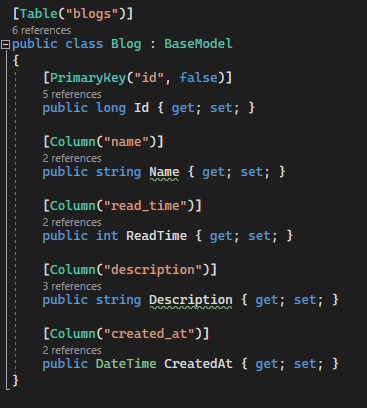 [Table("blogs")]
6 references
public class Blog : BaseModel
{
[PrimaryKey("id", false)]
5 references
public long Id { get; set; }
[Column("name")]
2 references
public string Name { get; set; }
[Column("read_time")]
2 references
public int ReadTime { get; set; }
[Column("description")]
3 references
public string Description { get; set; }
[Column("created_at")]
2 references
public DateTime CreatedAt { get; set; }
}